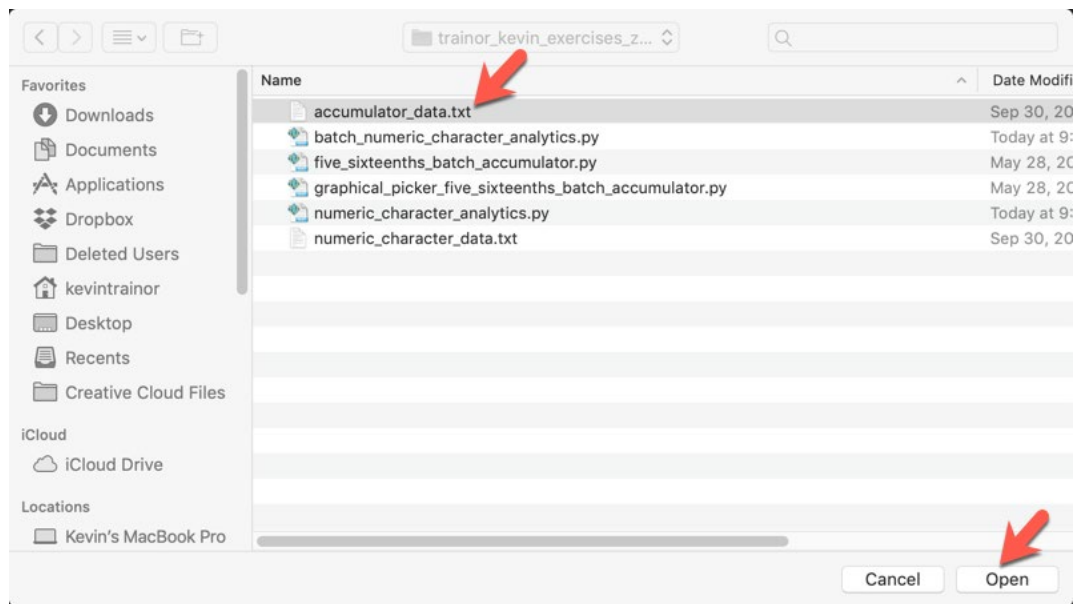 trainor_kevin_exercises_z...
Favorites
Downloads
Documents
Applications
Dropbox
Deleted Users
kevintrainor
Desktop
Recents
Creative Cloud Files
iCloud
iCloud Drive
Locations
Kevin's MacBook Pro
Name Date Modifi
accumulator_data.txt Sep 30, 20
batch_numeric_character_analytics.py Today at 9:
five_sixteenths_batch_accumulator.py May 28, 20
graphical_picker_five_sixteenths_batch_accumulator.py May 28, 20
numeric_character_analytics.py Today at 9:
numeric_character_data.txt Sep 30, 20
Cancel Open